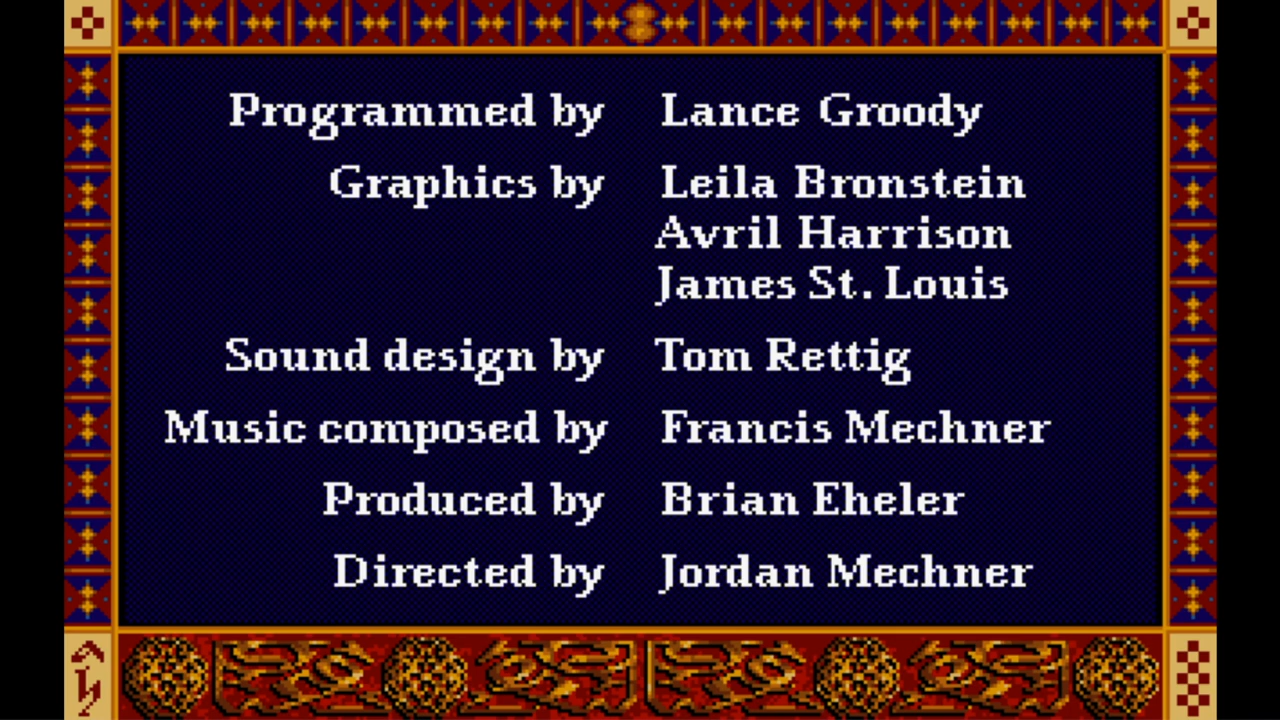 Programmed by Lance Groody
Graphics by Leila Bronstein
Avril Harrison
James St. Louis
Sound design by Tom Rettig
Music composed by Francis Mechner
Produced by Brian Eheler
Directed by Jordan Mechner